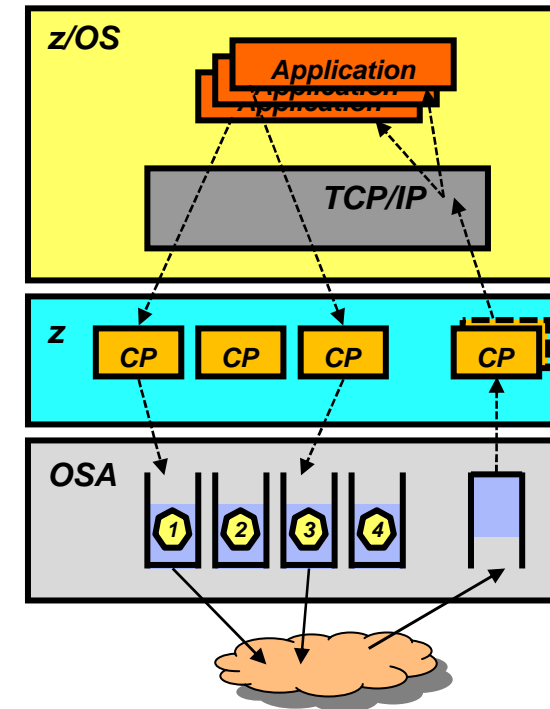 z/OS
Application
Application
Application
TCP/IP
z
CP
CP
CP
CP
OSA
1
2
3
4